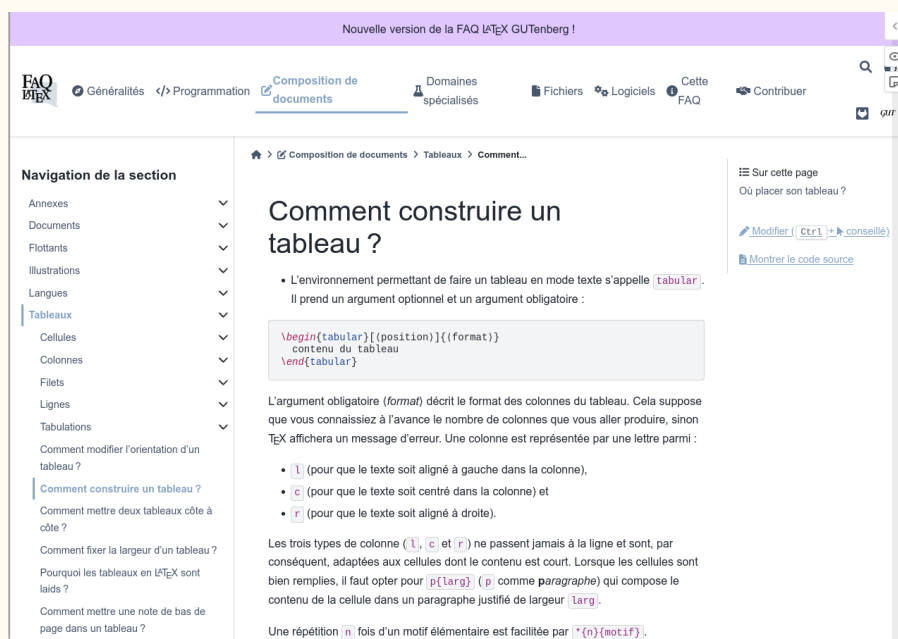 Nouvelle version de la FAQ LATEX GUTenberg !
FAQ
LATEX
Généralités
</> Programmation
Composition de
documents
Domaines
spécialisés
Fichiers
Logiciels
Cette
FAQ
Contribuer
GUT
> Composition de documents > Tableaux > Comment...
Navigation de la section
Annexes
Documents
Flottants
Illustrations
Langues
Tableaux
Cellules
Colonnes
Filets
Lignes
Tabulations
Comment modifier l'orientation d'un
tableau ?
Comment construire un tableau ?
Comment mettre deux tableaux côte à
côte ?
Comment fixer la largeur d'un tableau ?
Pourquoi les tableaux en LATEX sont
laids ?
Comment mettre une note de bas de
page dans un tableau ?
Comment construire un
tableau ?
• L'environnement permettant de faire un tableau en mode texte s'appelle tabular.
Il prend un argument optionnel et un argument obligatoire :
\begin{tabular}[⟨position⟩]{⟨format⟩}
contenu du tableau
\end{tabular}
L'argument obligatoire ⟨format⟩ décrit le format des colonnes du tableau. Cela suppose
que vous connaissiez à l'avance le nombre de colonnes que vous aller produire, sinon
TEX affichera un message d'erreur. Une colonne est représentée par une lettre parmi :
• l (pour que le texte soit aligné à gauche dans la colonne),
• c (pour que le texte soit centré dans la colonne) et
• r (pour que le texte soit aligné à droite).
Les trois types de colonne (l, c et r) ne passent jamais à la ligne et sont, par
conséquent, adaptées aux cellules dont le contenu est court. Lorsque les cellules sont
bien remplies, il faut opter pour p{larg} (p comme paragraphe) qui compose le
contenu de la cellule dans un paragraphe justifié de largeur larg.
Une répétition n fois d'un motif élémentaire est facilitée par *{n}{motif}.
Sur cette page
Où placer son tableau ?
Modifier (Ctrl + conseillé)
Montrer le code source